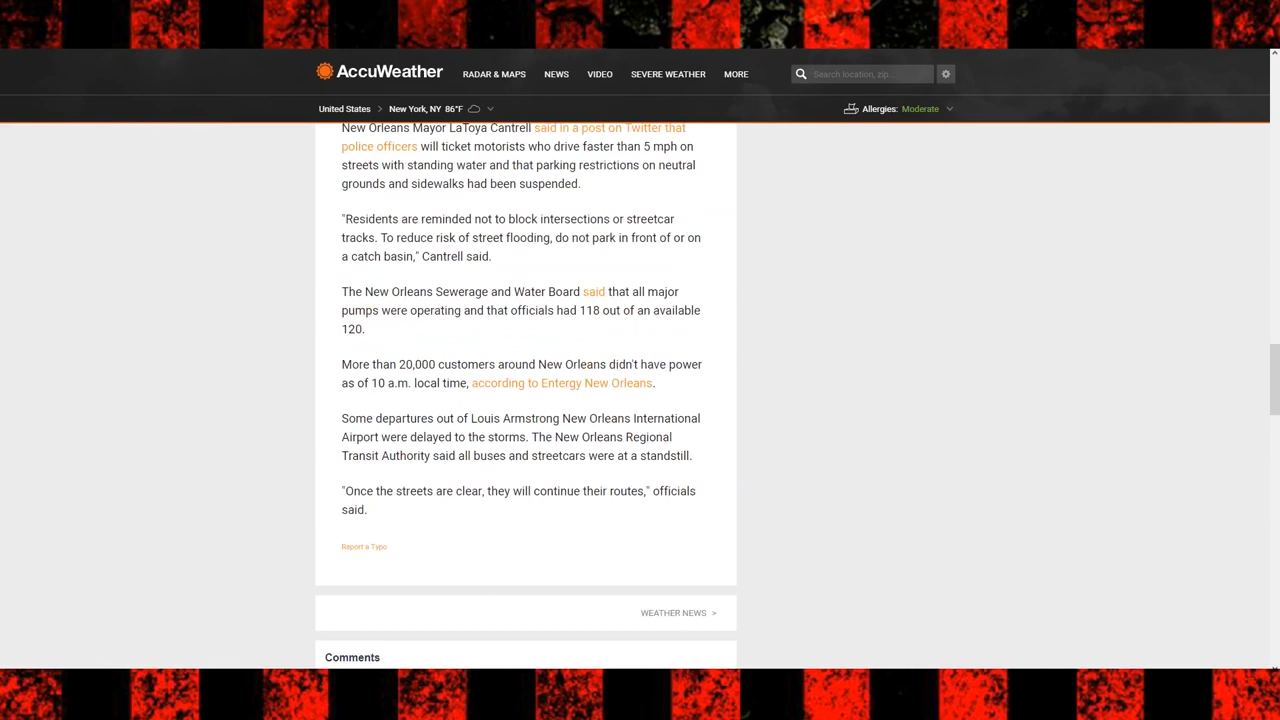 AccuWeather RADAR & MAPS NEWS VIDEO SEVERE WEATHER MORE Search location, zip...
United States > New York, NY 86°F Allergies: Moderate
New Orleans Mayor LaToya Cantrell said in a post on Twitter that
police officers will ticket motorists who drive faster than 5 mph on
streets with standing water and that parking restrictions on neutral
grounds and sidewalks had been suspended.
"Residents are reminded not to block intersections or streetcar
tracks. To reduce risk of street flooding, do not park in front of or on
a catch basin," Cantrell said.
The New Orleans Sewerage and Water Board said that all major
pumps were operating and that officials had 118 out of an available
120.
More than 20,000 customers around New Orleans didn't have power
as of 10 a.m. local time, according to Entergy New Orleans.
Some departures out of Louis Armstrong New Orleans International
Airport were delayed to the storms. The New Orleans Regional
Transit Authority said all buses and streetcars were at a standstill.
"Once the streets are clear, they will continue their routes," officials
said.
Report a Typo
WEATHER NEWS >
Comments